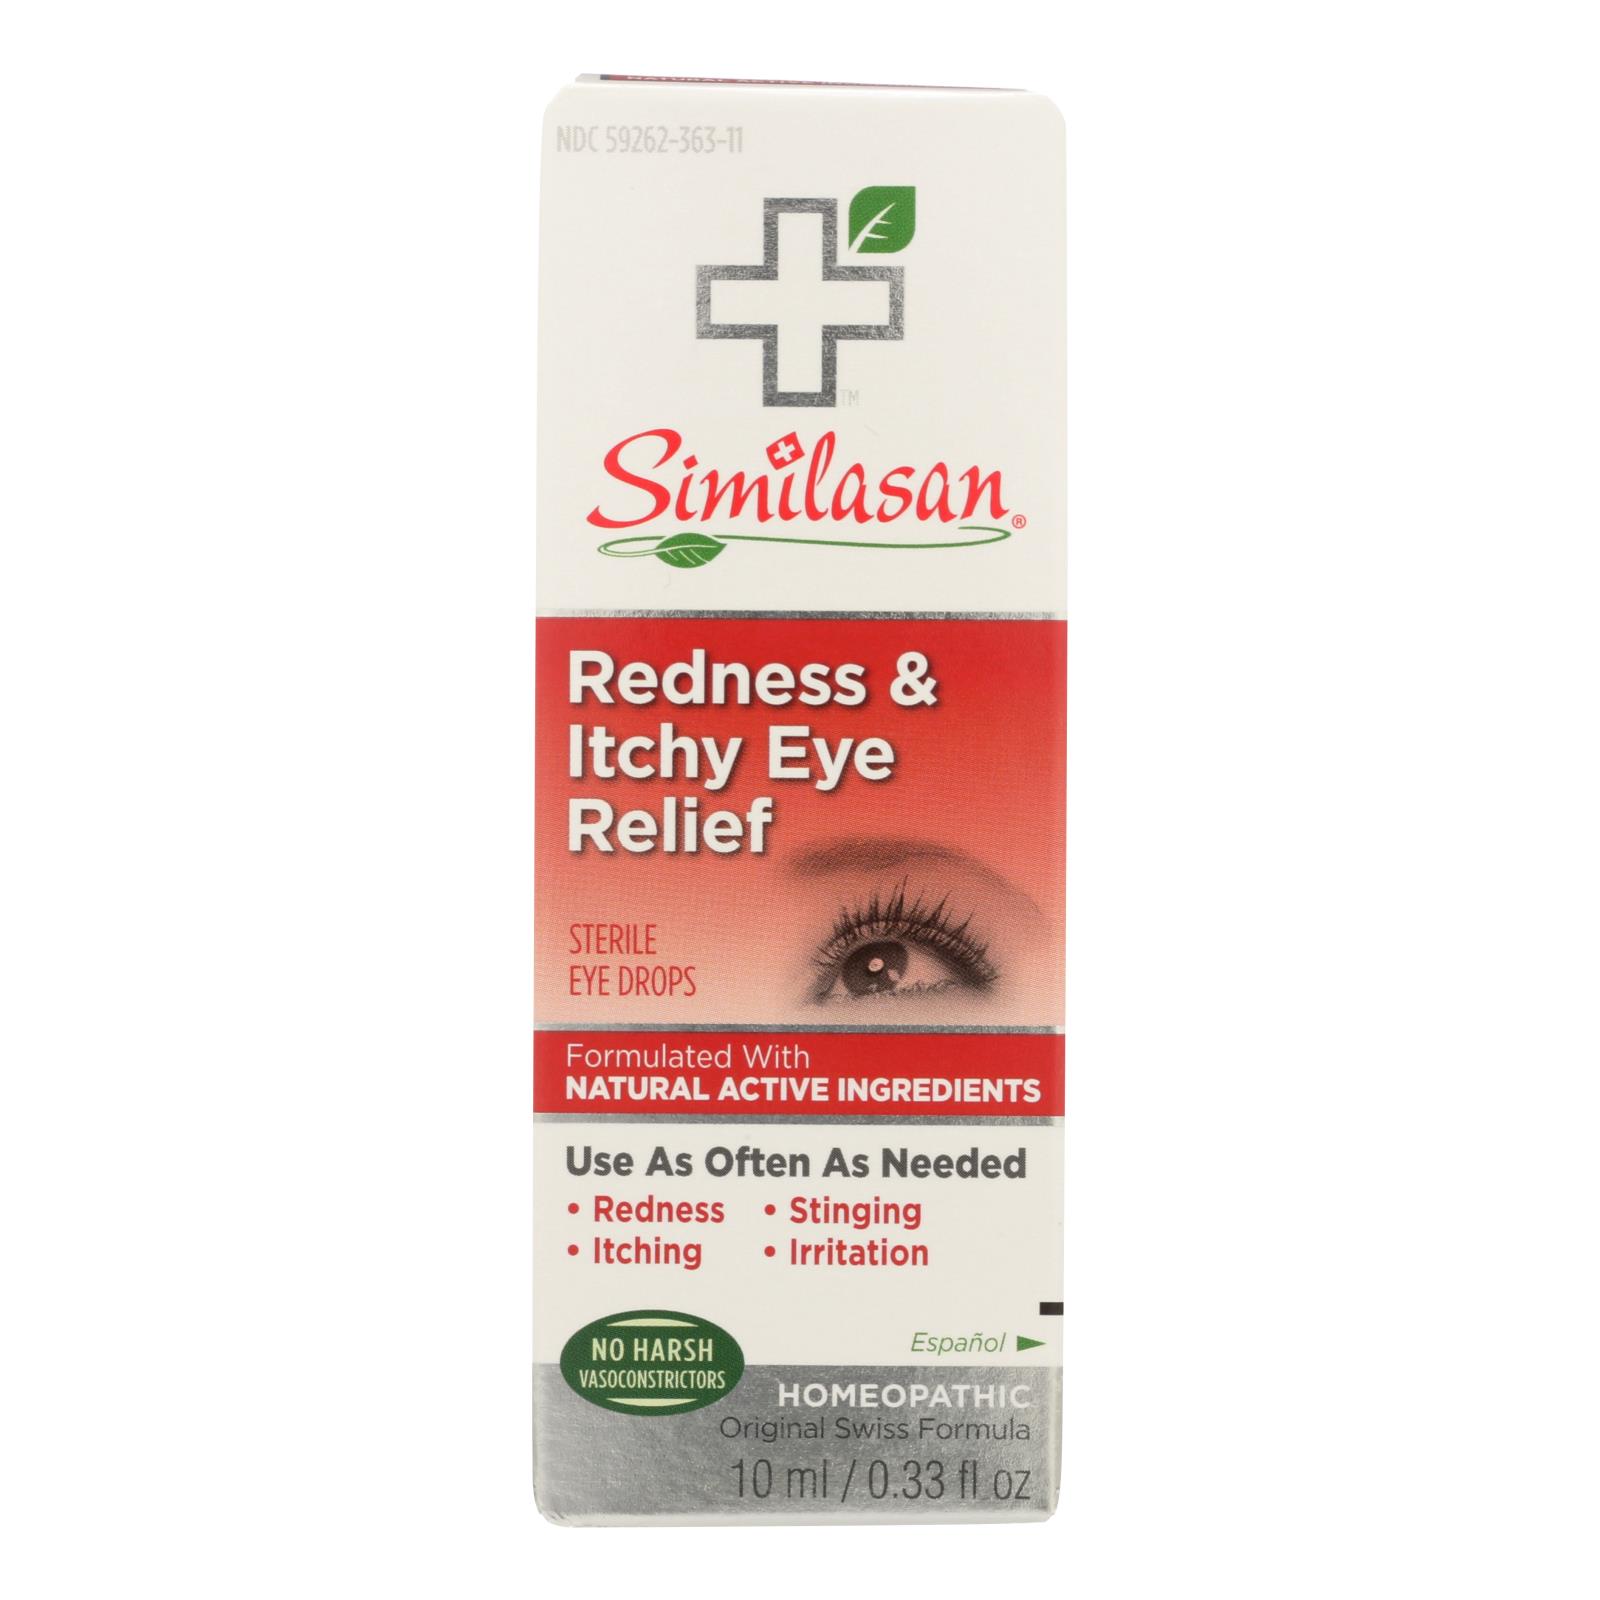 NDC 59262-363-11
TM
Similasan®
Redness &
Itchy Eye
Relief
STERILE
EYE DROPS
Formulated With
NATURAL ACTIVE INGREDIENTS
Use As Often As Needed
• Redness • Stinging
• Itching • Irritation
Español
NO HARSH
VASOCONSTRICTORS
HOMEOPATHIC
Original Swiss Formula
10 ml / 0.33 fl oz